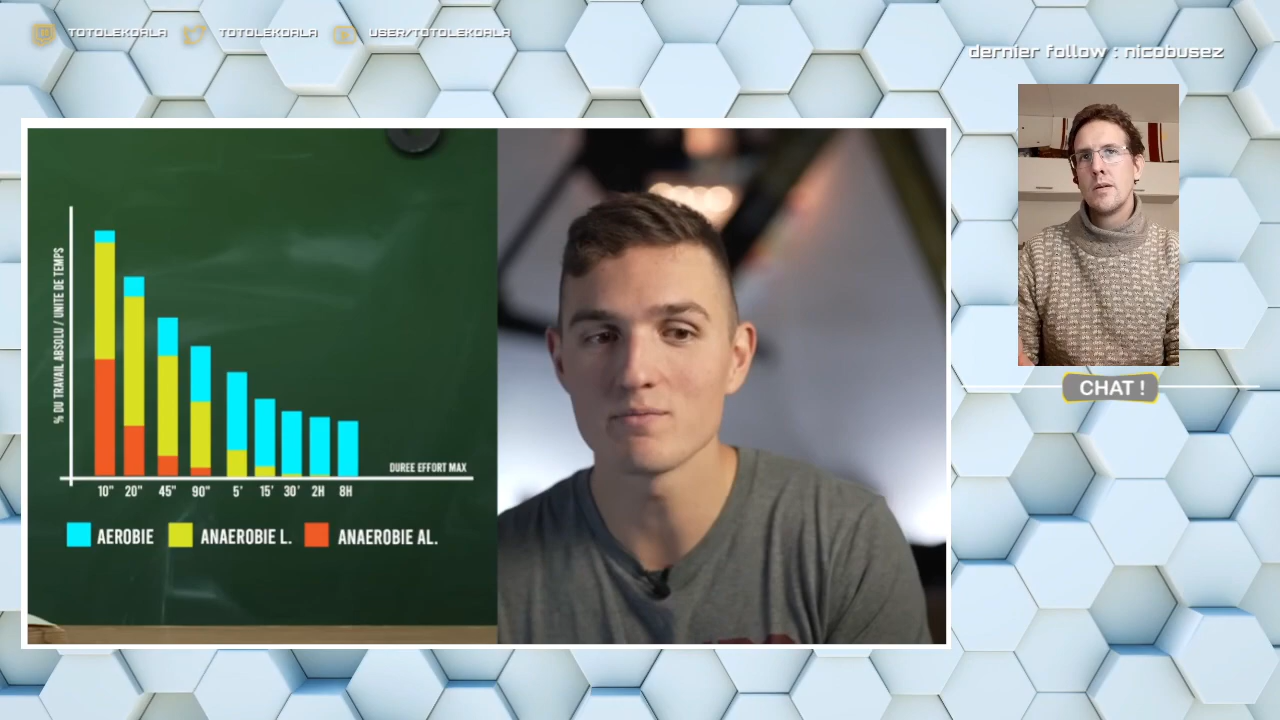 TOTOLEKOALA TOTOLEKOALA USER/TOTOLEKOALA
dernier follow : nicobusez
% DU TRAVAIL ABSOLU / UNITE DE TEMPS
DUREE EFFORT MAX
10" 20" 45" 90" 5' 15' 30' 2H 8H
AEROBIE ANAEROBIE L. ANAEROBIE AL.
CHAT !